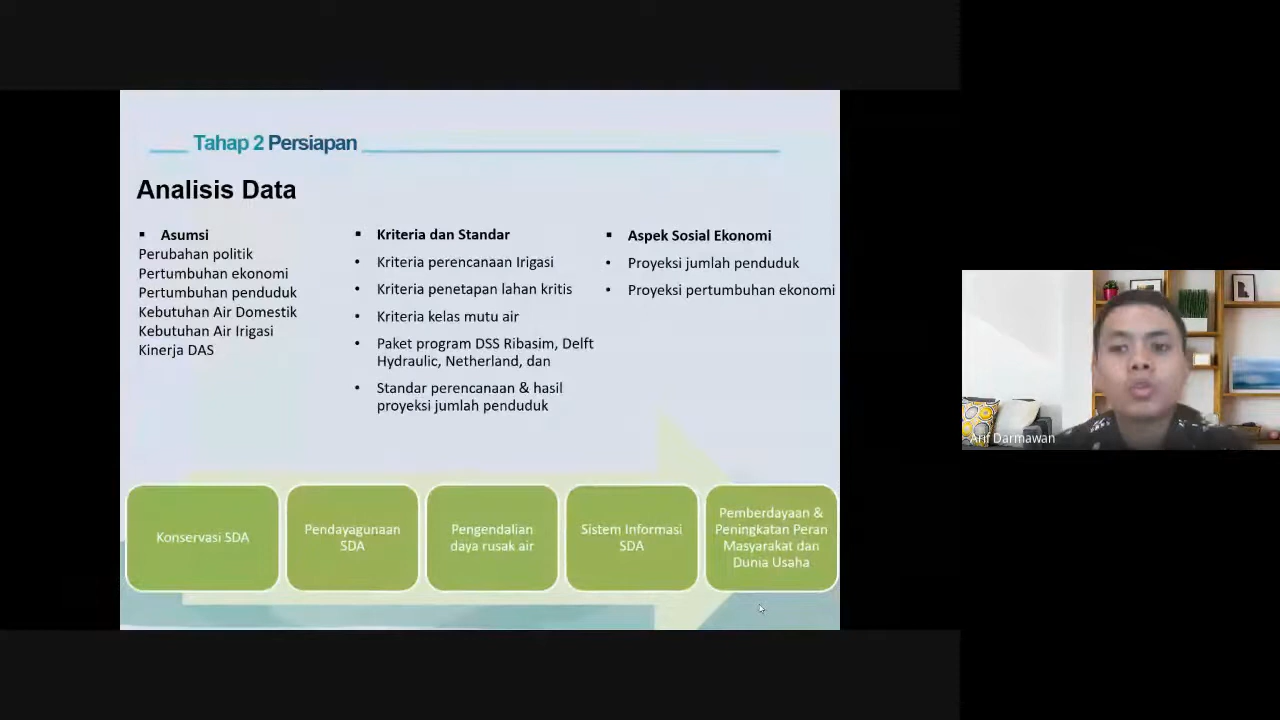 Tahap 2 Persiapan
Analisis Data
▪ Asumsi
Perubahan politik
Pertumbuhan ekonomi
Pertumbuhan penduduk
Kebutuhan Air Domestik
Kebutuhan Air Irigasi
Kinerja DAS
▪ Kriteria dan Standar
• Kriteria perencanaan Irigasi
• Kriteria penetapan lahan kritis
• Kriteria kelas mutu air
• Paket program DSS Ribasim, Delft
Hydraulic, Netherland, dan
• Standar perencanaan & hasil
proyeksi jumlah penduduk
▪ Aspek Sosial Ekonomi
• Proyeksi jumlah penduduk
• Proyeksi pertumbuhan ekonomi
Konservasi SDA
Pendayagunaan
SDA
Pengendalian
daya rusak air
Sistem Informasi
SDA
Pemberdayaan &
Peningkatan Peran
Masyarakat dan
Dunia Usaha
Arif Darmawan